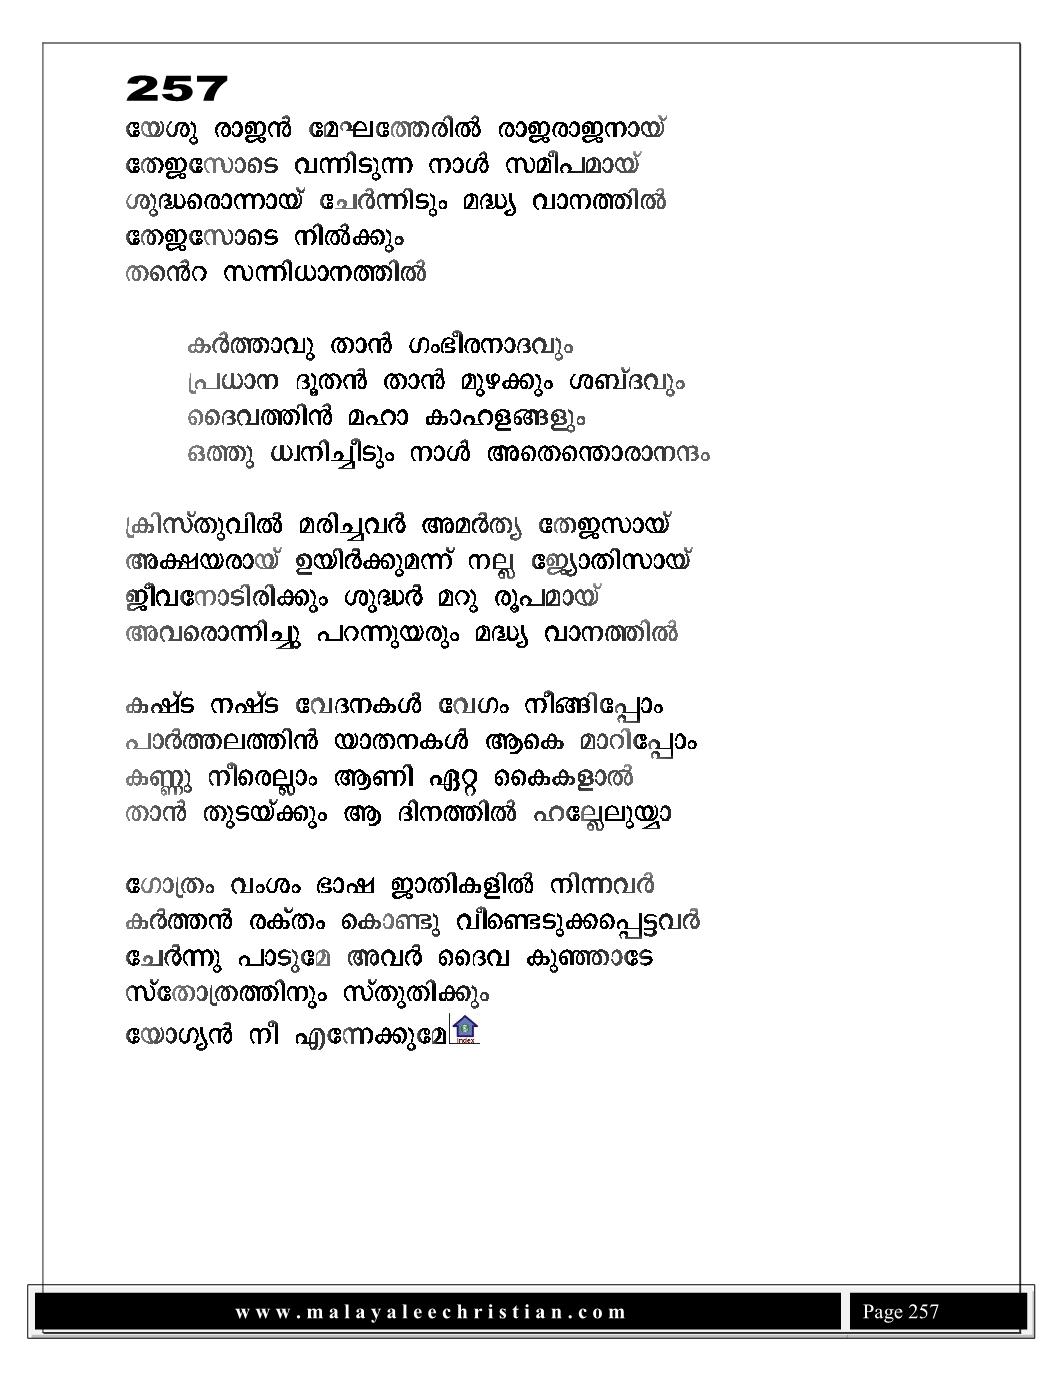 257
യേശു രാജൻ മേഘത്തേരിൽ രാജരാജനായ്
തേജസോടെ വന്നിടുന്ന നാൾ സമീപമായ്
ശുദ്ധരൊന്നായ് ചേർന്നിടും മദ്ധ്യ വാനത്തിൽ
തേജസോടെ നിൽക്കും
തൻെറ സന്നിധാനത്തിൽ
കർത്താവു താൻ ഗംഭീരനാദവും
പ്രധാന ദൂതൻ താൻ മുഴക്കും ശബ്ദവും
ദൈവത്തിൻ മഹാ കാഹളങ്ങളും
ഒത്തു ധ്വനിച്ചീടും നാൾ അതെന്തൊരാനന്ദം
ക്രിസ്തുവിൽ മരിച്ചവർ അമർത്യ തേജസായ്
അക്ഷയരായ് ഉയിർക്കുമന്ന് നല്ല ജ്യോതിസായ്
ജീവനോടിരിക്കും ശുദ്ധർ മറു രൂപമായ്
അവരൊന്നിച്ചു പറന്നുയരും മദ്ധ്യ വാനത്തിൽ
കഷ്ട നഷ്ട വേദനകൾ വേഗം നീങ്ങിപ്പോം
പാർത്തലത്തിൻ യാതനകൾ ആകെ മാറിപ്പോം
കണ്ണു നീരെല്ലാം ആണി ഏറ്റ കൈകളാൽ
താൻ തുടയ്ക്കും ആ ദിനത്തിൽ ഹല്ലേലുയ്യാ
ഗോത്രം വംശം ഭാഷ ജാതികളിൽ നിന്നവർ
കർത്തൻ രക്തം കൊണ്ടു വീണ്ടെടുക്കപ്പെട്ടവർ
ചേർന്നു പാടുമേ അവർ ദൈവ കുഞ്ഞാടേ
സ്തോത്രത്തിനും സ്തുതിക്കും
യോഗ്യൻ നീ എന്നേക്കുമേ Index
www.malayaleechristian.com Page 257